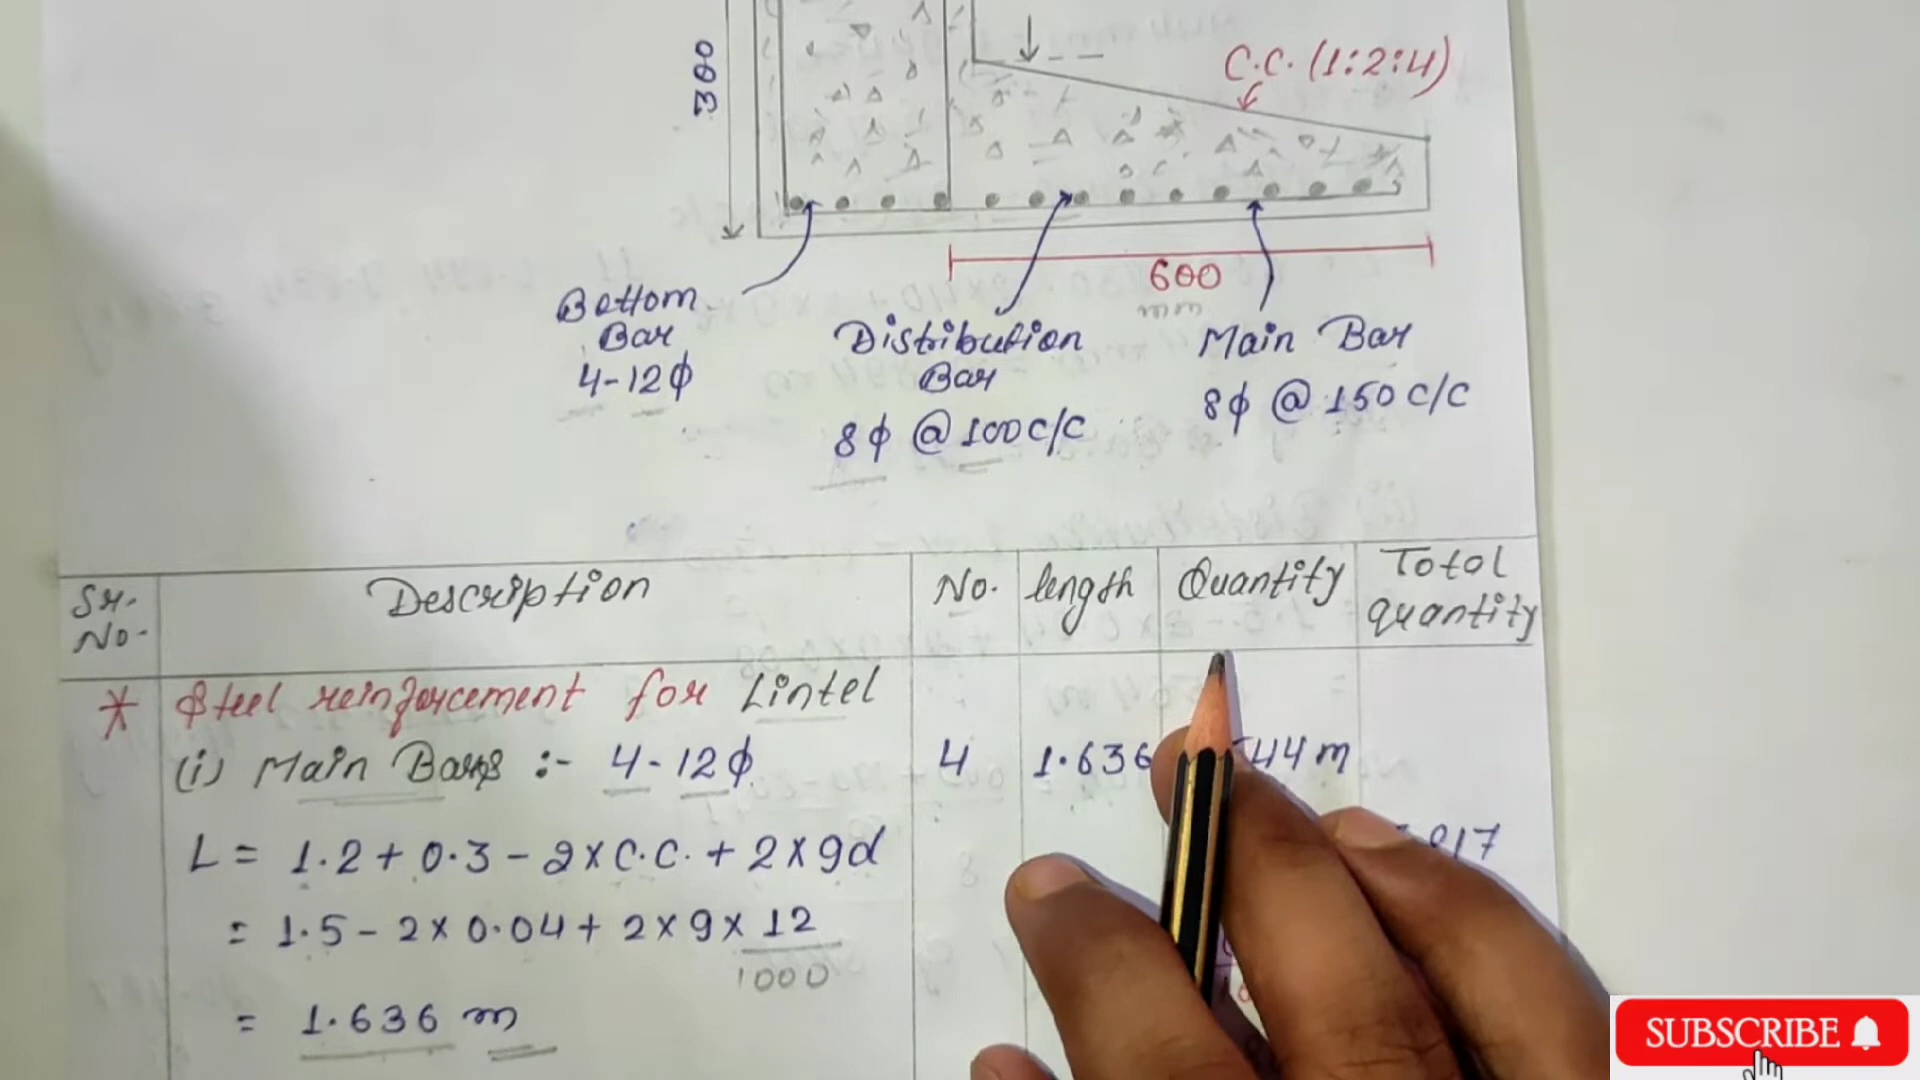 300
C.C. (1:2:4)
600
mm
Bottom
Bar
4-12ϕ
Distribution
Bar
8ϕ @ 100 c/c
Main Bar
8ϕ @ 150 c/c
Sr. No. Description No. length Quantity Total quantity
* Steel reinforcement for Lintel
(i) Main Bars :- 4-12ϕ 4 1.636 44 m
L = 1.2 + 0.3 - 2 x C.C. + 2 x 9d 017
= 1.5 - 2 x 0.04 + 2 x 9 x 12
1000
= 1.636 m
SUBSCRIBE